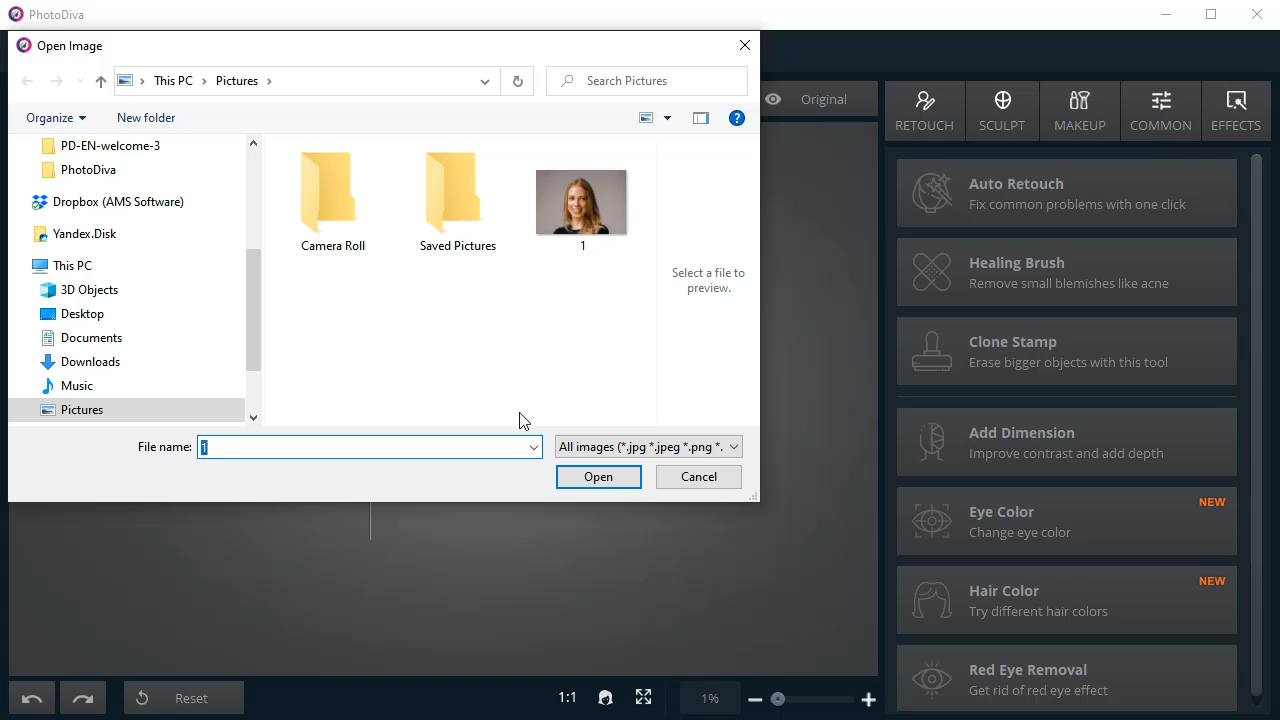 PhotoDiva
Open Image
This PC
Pictures
Search Pictures
Organize
New folder
?
PD-EN-welcome-3
PhotoDiva
Dropbox (AMS Software)
Yandex.Disk
This PC
3D Objects
Desktop
Documents
Downloads
Music
Pictures
Camera Roll
Saved Pictures
1
Select a file to
preview.
File name:
1
All images (*.jpg *.jpeg *.png *.
Open
Cancel
Original
RETOUCH
SCULPT
MAKEUP
COMMON
EFFECTS
Auto Retouch
Fix common problems with one click
Healing Brush
Remove small blemishes like acne
Clone Stamp
Erase bigger objects with this tool
Add Dimension
Improve contrast and add depth
Eye Color
NEW
Change eye color
Hair Color
NEW
Try different hair colors
Red Eye Removal
Get rid of red eye effect
Reset
1:1
1%